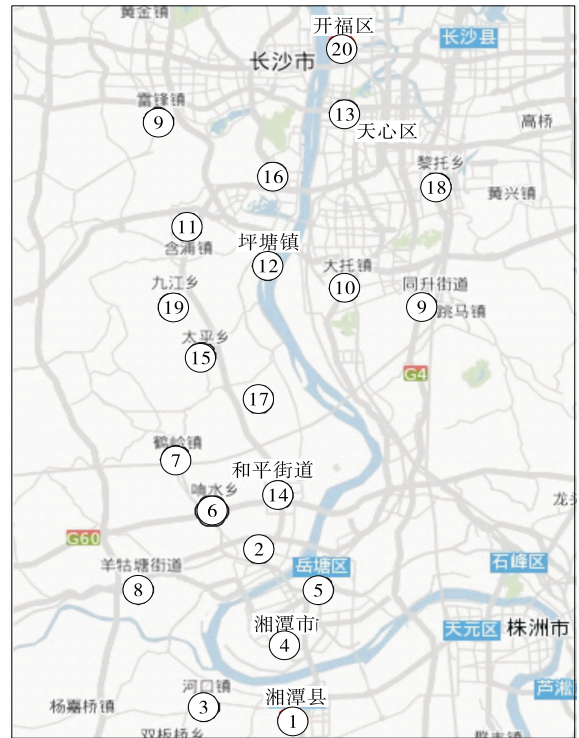 黄金镇
开福区
长沙县
20
长沙市
雷锋镇
13
高桥
9
天心区
黎托乡
16
18
黄兴镇
11
坪塘镇
含浦镇
12
大托镇
九江乡
10
同升街道
19
9
跳马镇
太平乡
15
G4
17
鹤岭镇
7
和平街道
响水乡
14
6
G60
2
羊牯塘街道
岳塘区
石峰区
8
5
湘潭市
天元区
株洲市
4
河口镇
湘潭县
杨嘉桥镇
3
1
双板桥乡